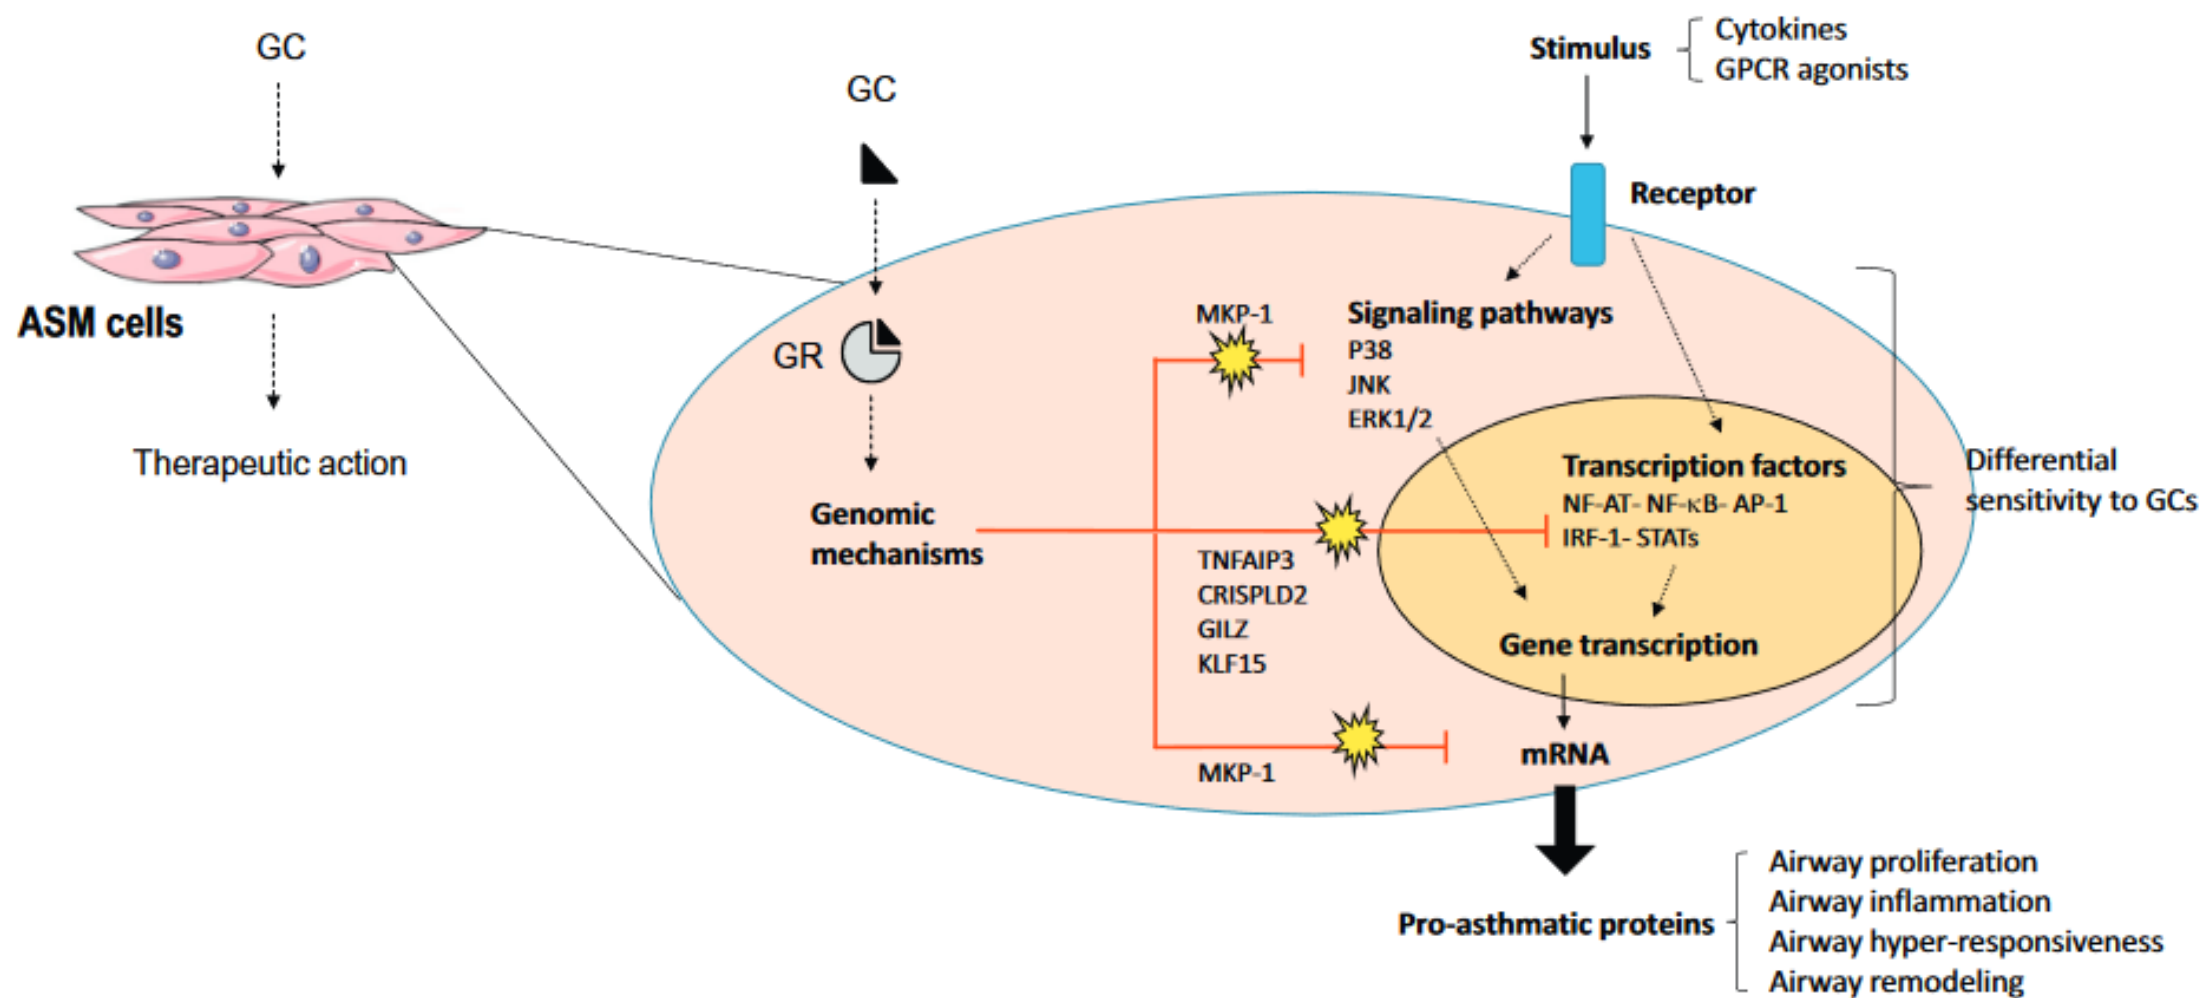 GC
ASM cells
Therapeutic action
GC
GR
Genomic
mechanisms
MKP-1
TNFAIP3
CRISPLD2
GILZ
KLF15
MKP-1
Stimulus
Cytokines
GPCR agonists
Receptor
Signaling pathways
P38
JNK
ERK1/2
Transcription factors
NF-AT- NF-κB- AP-1
IRF-1- STATs
Gene transcription
mRNA
Differential
sensitivity to GCs
Pro-asthmatic proteins
Airway proliferation
Airway inflammation
Airway hyper-responsiveness
Airway remodeling